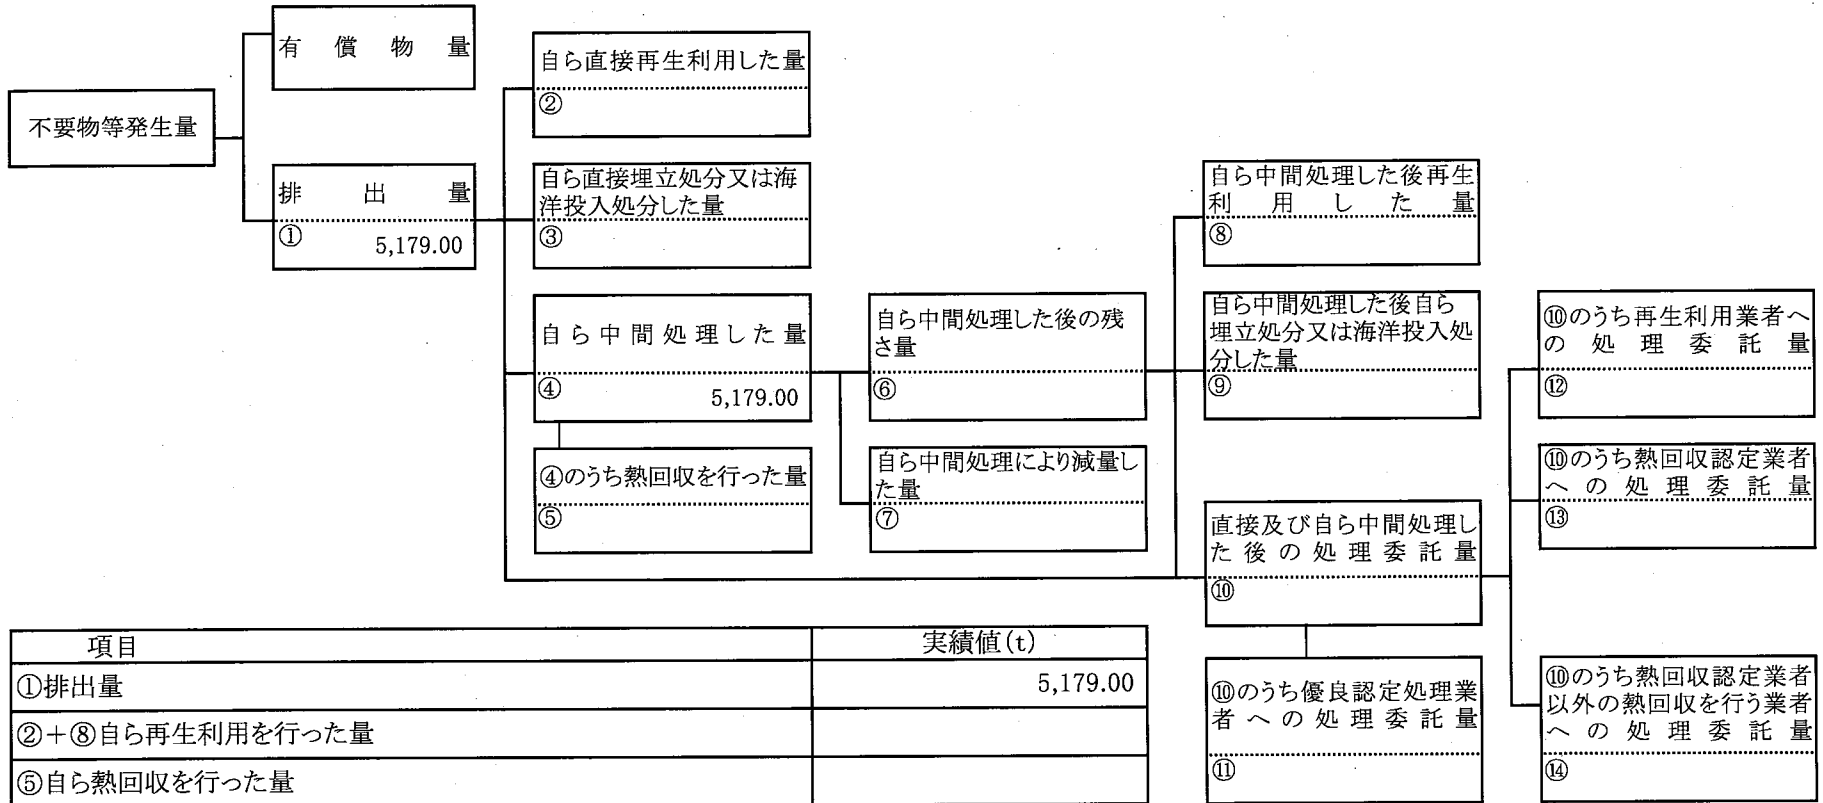 不要物等発生量
有償物量
排出量
①
5,179.00
自ら直接再生利用した量
②
自ら直接埋立処分又は海
洋投入処分した量
③
自ら中間処理した量
④
5,179.00
④のうち熱回収を行った量
⑤
自ら中間処理した後の残
さ量
⑥
自ら中間処理により減量し
た量
⑦
自ら中間処理した後再生
利用した量
⑧
自ら中間処理した後自ら
埋立処分又は海洋投入処
分した量
⑨
直接及び自ら中間処理し
た後の処理委託量
⑩
⑩のうち優良認定処理業
者への処理委託量
⑪
⑩のうち再生利用業者へ
の処理委託量
⑫
⑩のうち熱回収認定業者
への処理委託量
⑬
⑩のうち熱回収認定業者
以外の熱回収を行う業者
への処理委託量
⑭
項目 実績値(t)
①排出量 5,179.00
②+⑧自ら再生利用を行った量
⑤自ら熱回収を行った量